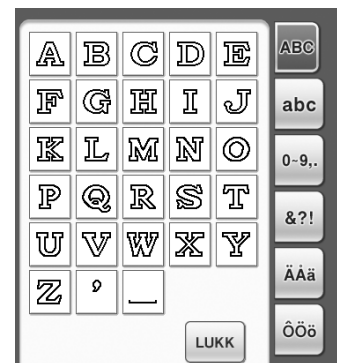 A B C D E
F G H I J
K L M N O
P Q R S T
U V W X Y
Z ’ _
LUKK
ABC
abc
0~9,.
&?!
ÄÅä
ÔÖö